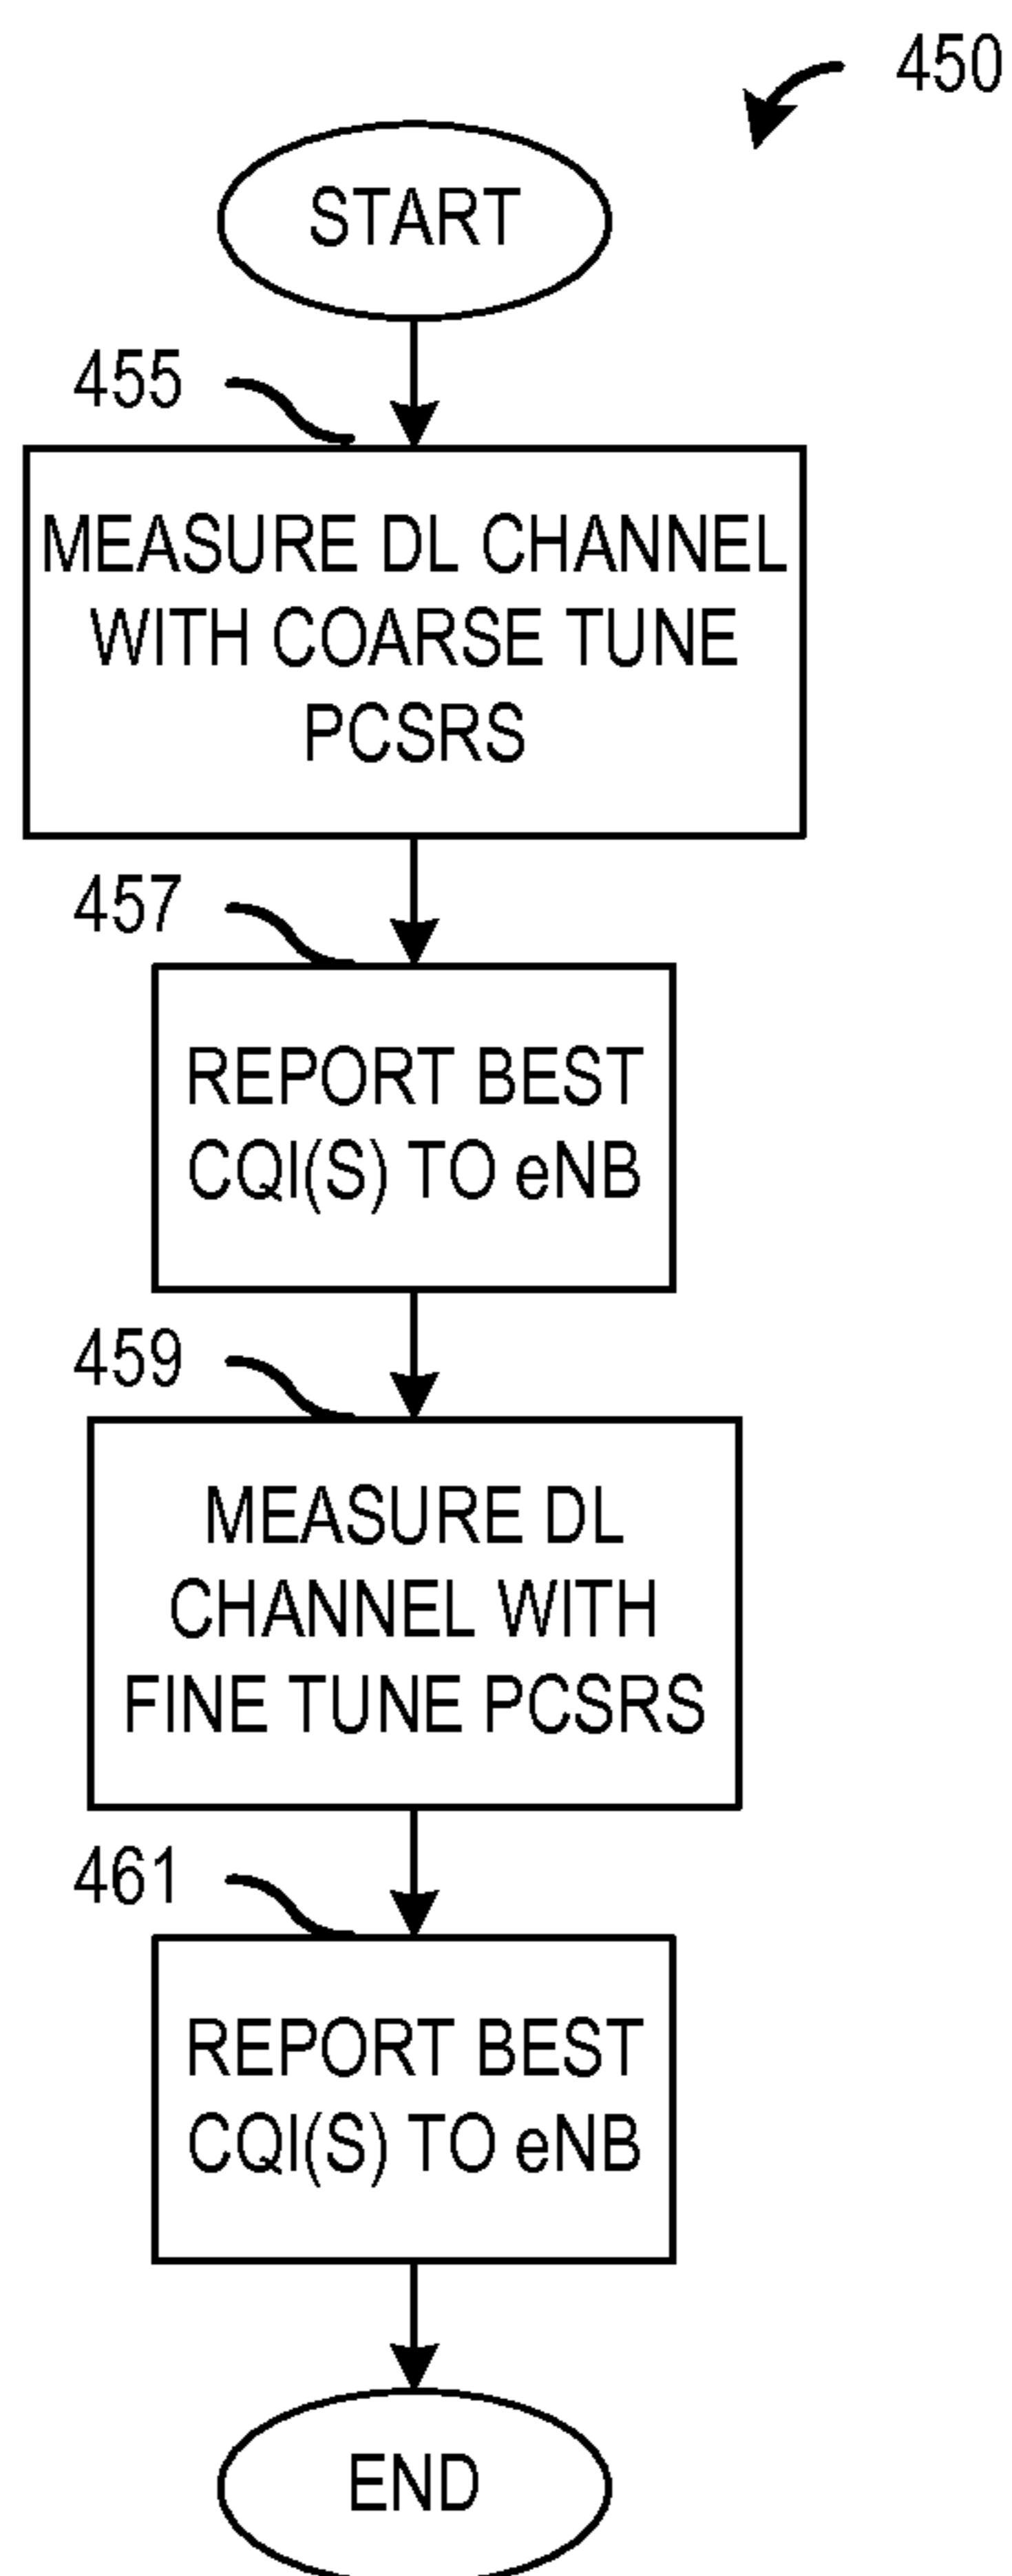 450
START
455
MEASURE DL CHANNEL
WITH COARSE TUNE
PCSRS
457
REPORT BEST
CQI(S) TO eNB
459
MEASURE DL
CHANNEL WITH
FINE TUNE PCSRS
461
REPORT BEST
CQI(S) TO eNB
END